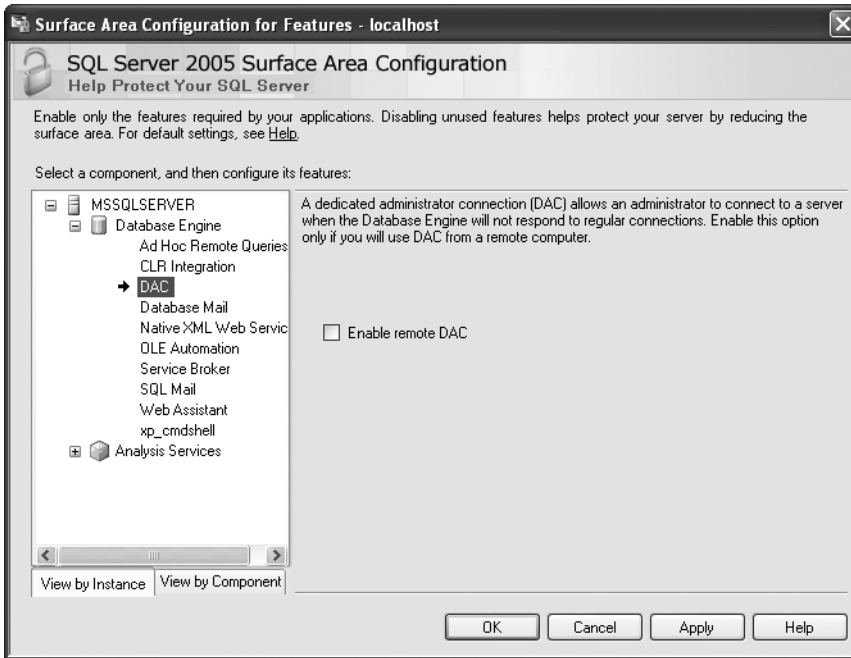 Surface Area Configuration for Features - localhost
SQL Server 2005 Surface Area Configuration
Help Protect Your SQL Server
Enable only the features required by your applications. Disabling unused features helps protect your server by reducing the
surface area. For default settings, see Help.
Select a component, and then configure its features:
MSSQLSERVER
Database Engine
Ad Hoc Remote Queries
CLR Integration
DAC
Database Mail
Native XML Web Servic
OLE Automation
Service Broker
SQL Mail
Web Assistant
xp_cmdshell
Analysis Services
View by Instance View by Component
A dedicated administrator connection (DAC) allows an administrator to connect to a server
when the Database Engine will not respond to regular connections. Enable this option
only if you will use DAC from a remote computer.
Enable remote DAC
OK Cancel Apply Help